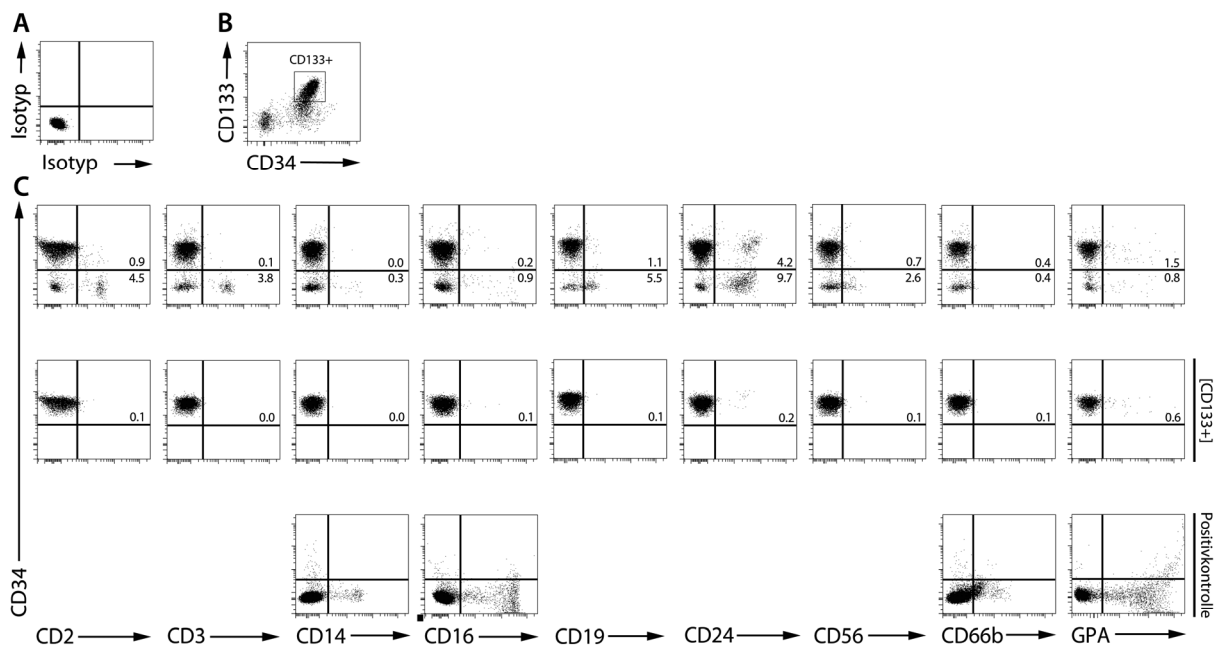 A
Isotyp
Isotyp
B
CD133+
CD133
CD34
C
0.9
4.5
0.1
3.8
0.0
0.3
0.2
0.9
1.1
5.5
4.2
9.7
0.7
2.6
0.4
0.4
1.5
0.8
0.1
0.0
0.0
0.1
0.1
0.2
0.1
0.1
0.6
[CD133+]
Positivkontrolle
CD34
CD2
CD3
CD14
CD16
CD19
CD24
CD56
CD66b
GPA